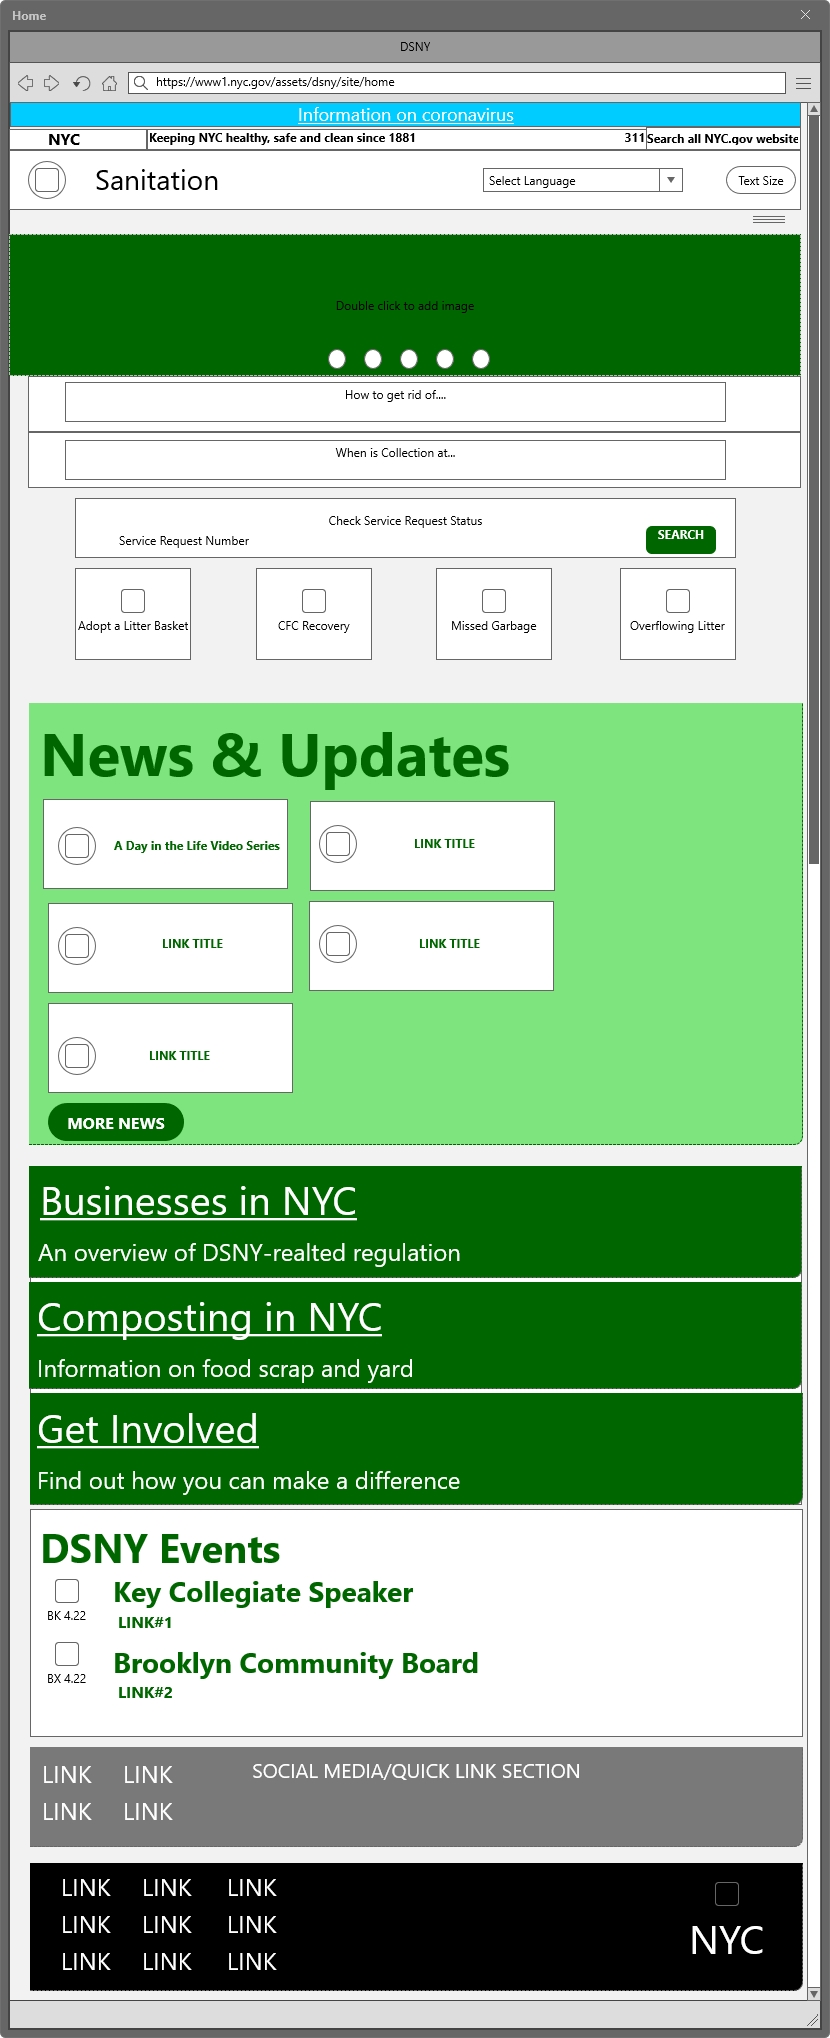 Home
DSNY
https://www1.nyc.gov/assets/dsny/site/home
Information on coronavirus
NYC Keeping NYC healthy, safe and clean since 1881 311 Search all NYC.gov website
Sanitation Select Language Text Size
Double click to add image
How to get rid of....
When is Collection at...
Check Service Request Status
Service Request Number SEARCH
Adopt a Litter Basket CFC Recovery Missed Garbage Overflowing Litter
News & Updates
A Day in the Life Video Series LINK TITLE
LINK TITLE LINK TITLE
LINK TITLE
MORE NEWS
Businesses in NYC
An overview of DSNY-realted regulation
Composting in NYC
Information on food scrap and yard
Get Involved
Find out how you can make a difference
DSNY Events
Key Collegiate Speaker
BK 4.22 LINK#1
Brooklyn Community Board
BX 4.22 LINK#2
LINK LINK SOCIAL MEDIA/QUICK LINK SECTION
LINK LINK
LINK LINK LINK
LINK LINK LINK NYC
LINK LINK LINK